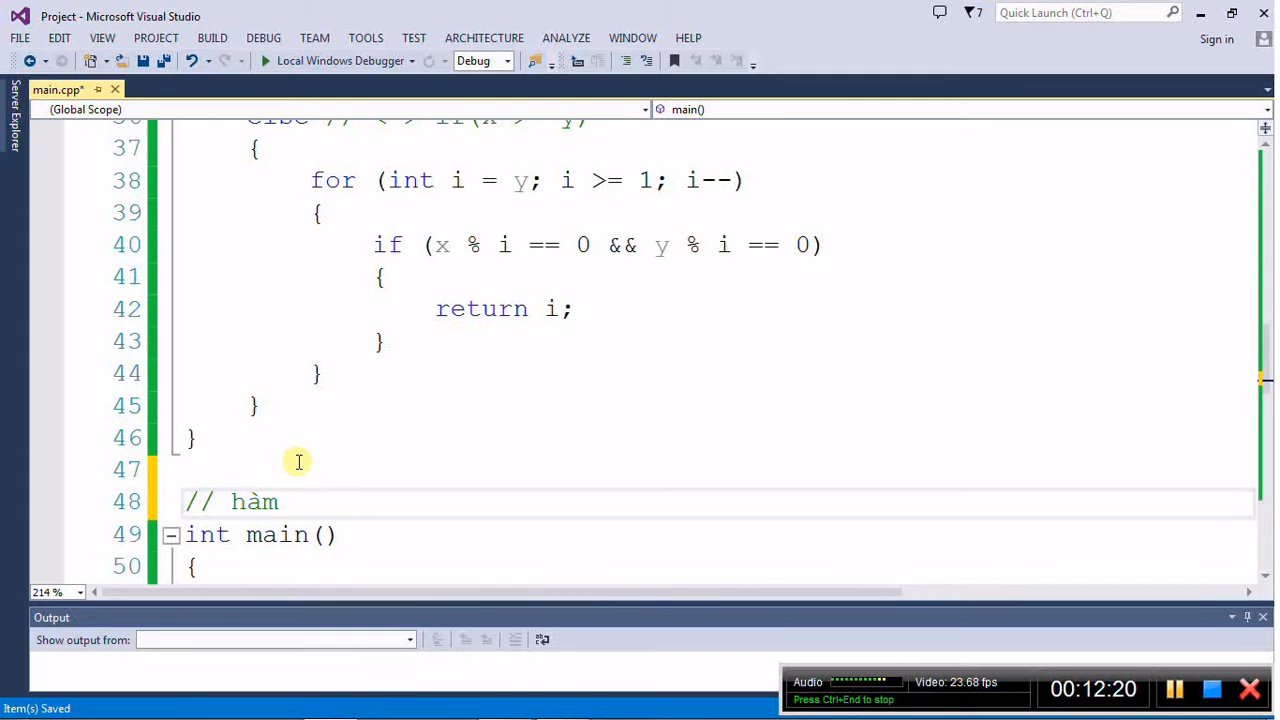 Project - Microsoft Visual Studio
7
Quick Launch (Ctrl+Q)
FILE EDIT VIEW PROJECT BUILD DEBUG TEAM TOOLS TEST ARCHITECTURE ANALYZE WINDOW HELP
Sign in
Local Windows Debugger
Debug
Server Explorer
main.cpp*
(Global Scope)
main()
37 {
38 for (int i = y; i >= 1; i--)
39 {
40 if (x % i == 0 && y % i == 0)
41 {
42 return i;
43 }
44 }
45 }
46 }
47
48 // hàm
49 int main()
50 {
214 %
Output
Show output from:
Audio
Press Ctrl+End to stop
Video: 23.68 fps
00:12:20
Item(s) Saved